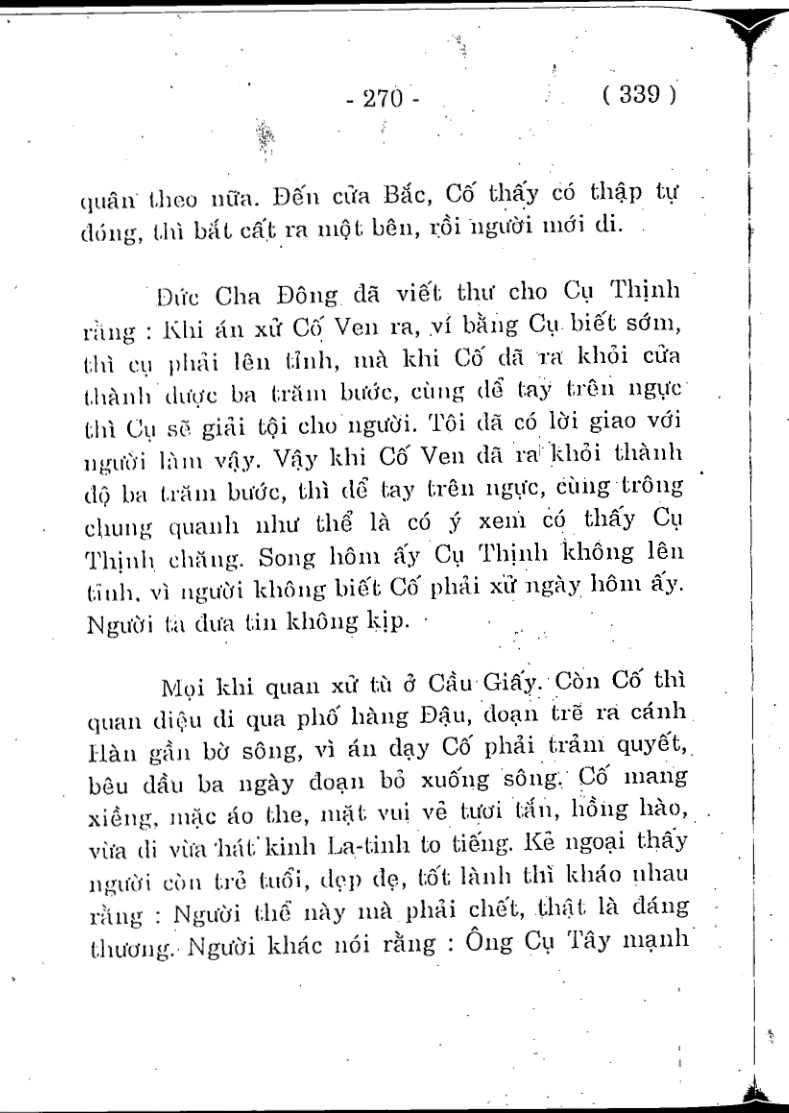 - 270 - ( 339 )
quân theo nữa. Đến cửa Bắc, Cố thấy có thập tự
đóng, thì bắt cất ra một bên, rồi người mới đi.
Đức Cha Đông đã viết thư cho Cụ Thịnh
rằng : Khi án xử Cố Ven ra, ví bằng Cụ biết sớm,
thì cụ phải lên tỉnh, mà khi Cố đã ra khỏi cửa
thành được ba trăm bước, cùng để tay trên ngực
thì Cụ sẽ giải tội cho người. Tôi đã có lời giao với
người làm vậy. Vậy khi Cố Ven đã ra khỏi thành
độ ba trăm bước, thì để tay trên ngực, cùng trông
chung quanh như thể là có ý xem có thấy Cụ
Thịnh chăng. Song hôm ấy Cụ Thịnh không lên
tỉnh, vì người không biết Cố phải xử ngày hôm ấy.
Người ta đưa tin không kịp.
Mọi khi quan xử tù ở Cầu Giấy. Còn Cố thì
quan điệu đi qua phố hàng Đậu, đoạn trẽ ra cánh
Hàn gần bờ sông, vì án dạy Cố phải trảm quyết,
bêu đầu ba ngày đoạn bỏ xuống sông. Cố mang
xiềng, mặc áo the, mặt vui vẻ tươi tắn, hồng hào,
vừa đi vừa hát kinh La-tinh to tiếng. Kẻ ngoại thấy
người còn trẻ tuổi, đẹp đẽ, tốt lành thì kháo nhau
rằng : Người thể này mà phải chết, thật là đáng
thương. Người khác nói rằng : Ông Cụ Tây mạnh